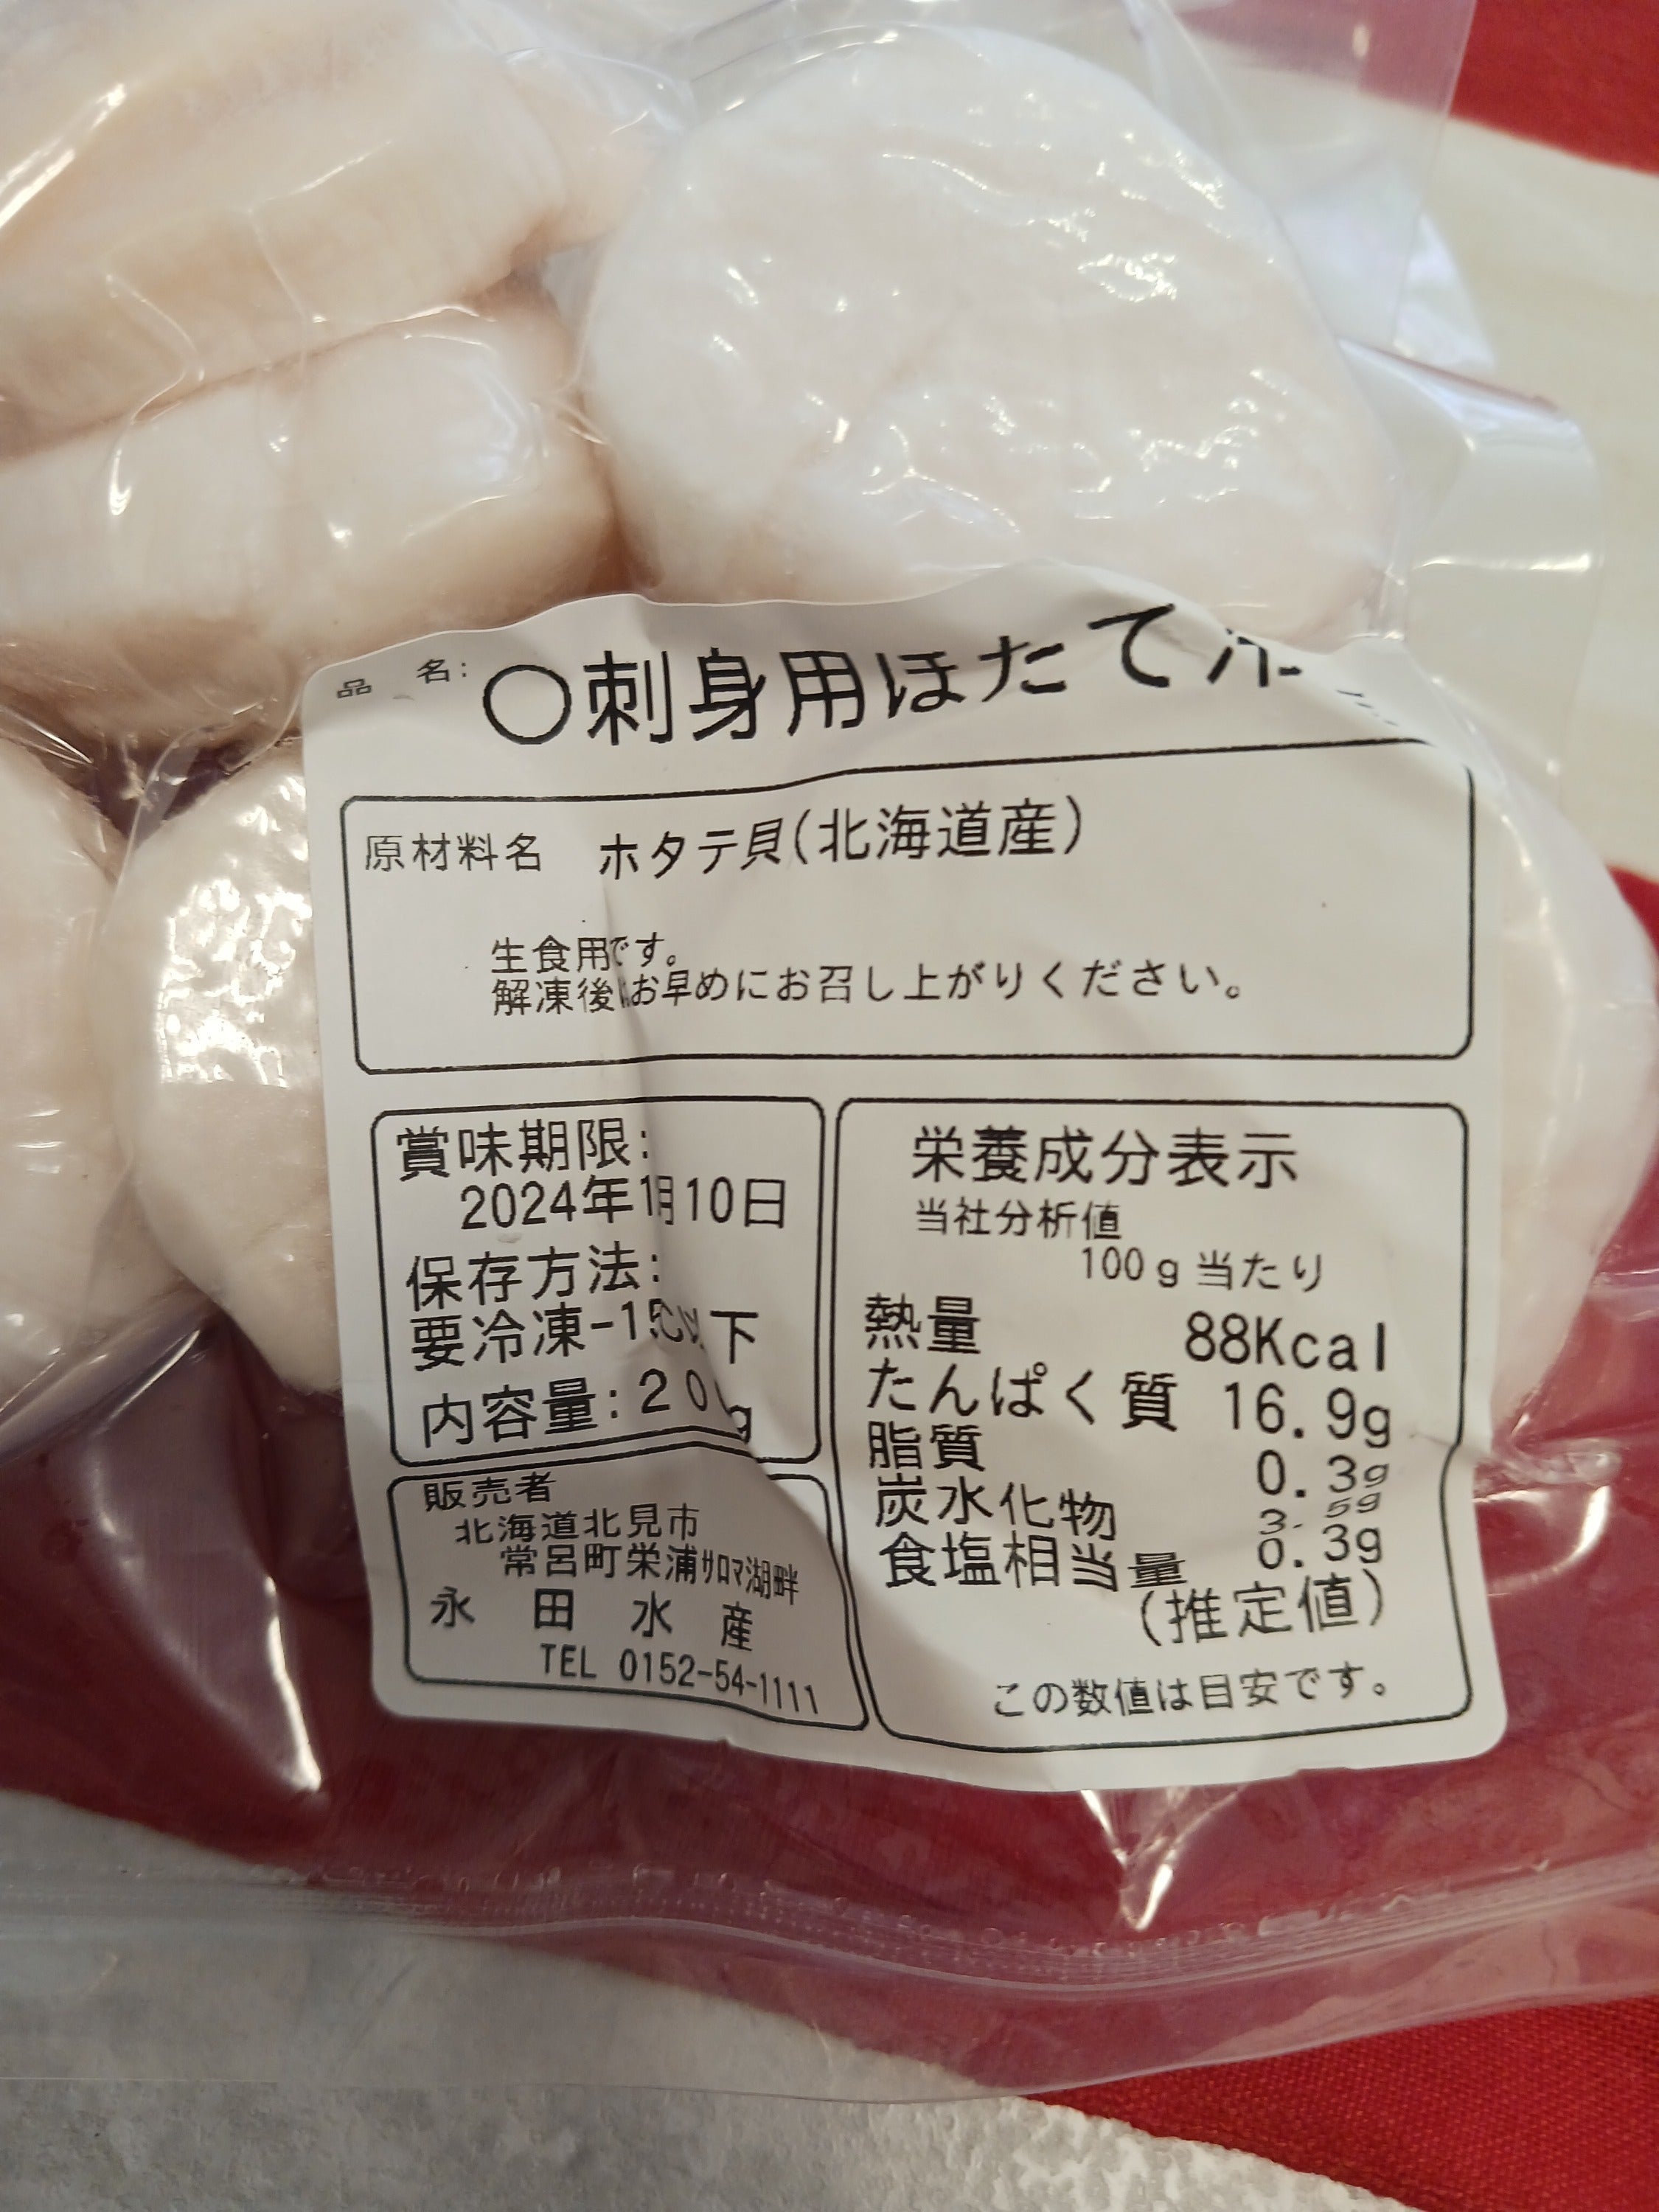 品 名: 〇刺身用ほたて
原材料名 ホタテ貝(北海道産)
生食用です。
解凍後はお早めにお召し上がりください。
賞味期限:
2024年1月10日
保存方法:
要冷凍-15℃以下
内容量:
販売者
北海道北見市
常呂町栄浦ｻﾛﾏ湖畔
永田水産
TEL 0152-54-1111
栄養成分表示
当社分析値
100g当たり
熱量 88Kcal
たんぱく質 16.9g
脂質 0.3g
炭水化物 3.5g
食塩相当量 0.3g
(推定値)
この数値は目安です。